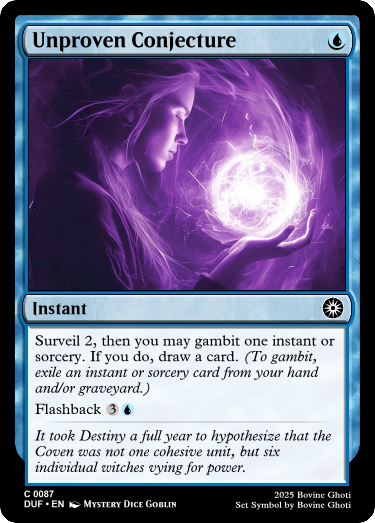 Unproven Conjecture
Instant
Surveil 2, then you may gambit one instant or
sorcery. If you do, draw a card. (To gambit,
exile an instant or sorcery card from your hand
and/or graveyard.)
Flashback 3
It took Destiny a full year to hypothesize that the
Coven was not one cohesive unit, but six
individual witches vying for power.
C 0087
2025 Bovine Ghoti
DUF • EN Mystery Dice Goblin
Set Symbol by Bovine Ghoti